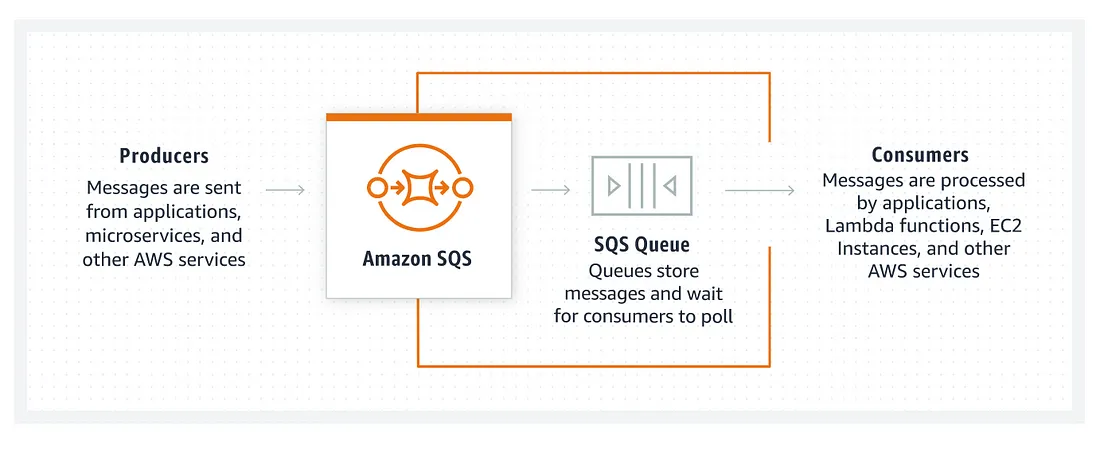 Producers
Messages are sent
from applications,
microservices, and
other AWS services
Amazon SQS
SQS Queue
Queues store
messages and wait
for consumers to poll
Consumers
Messages are processed
by applications,
Lambda functions, EC2
Instances, and other
AWS services